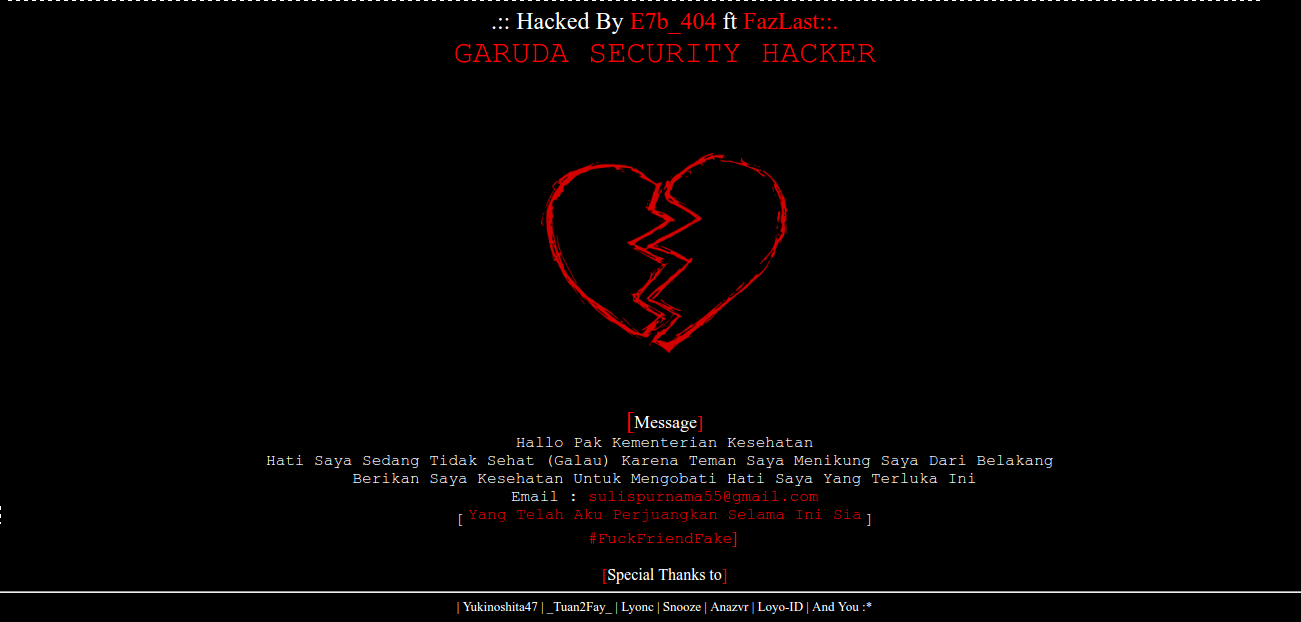 .:: Hacked By E7b_404 ft FazLast::.
GARUDA SECURITY HACKER
[Message]
Hallo Pak Kementerian Kesehatan
Hati Saya Sedang Tidak Sehat (Galau) Karena Teman Saya Menikung Saya Dari Belakang
Berikan Saya Kesehatan Untuk Mengobati Hati Saya Yang Terluka Ini
Email : sulispurnama55@gmail.com
[ Yang Telah Aku Perjuangkan Selama Ini Sia ]
#FuckFriendFake]
[Special Thanks to]
| Yukinoshita47 | _Tuan2Fay_ | Lyonc | Snooze | Anazvr | Loyo-ID | And You :*